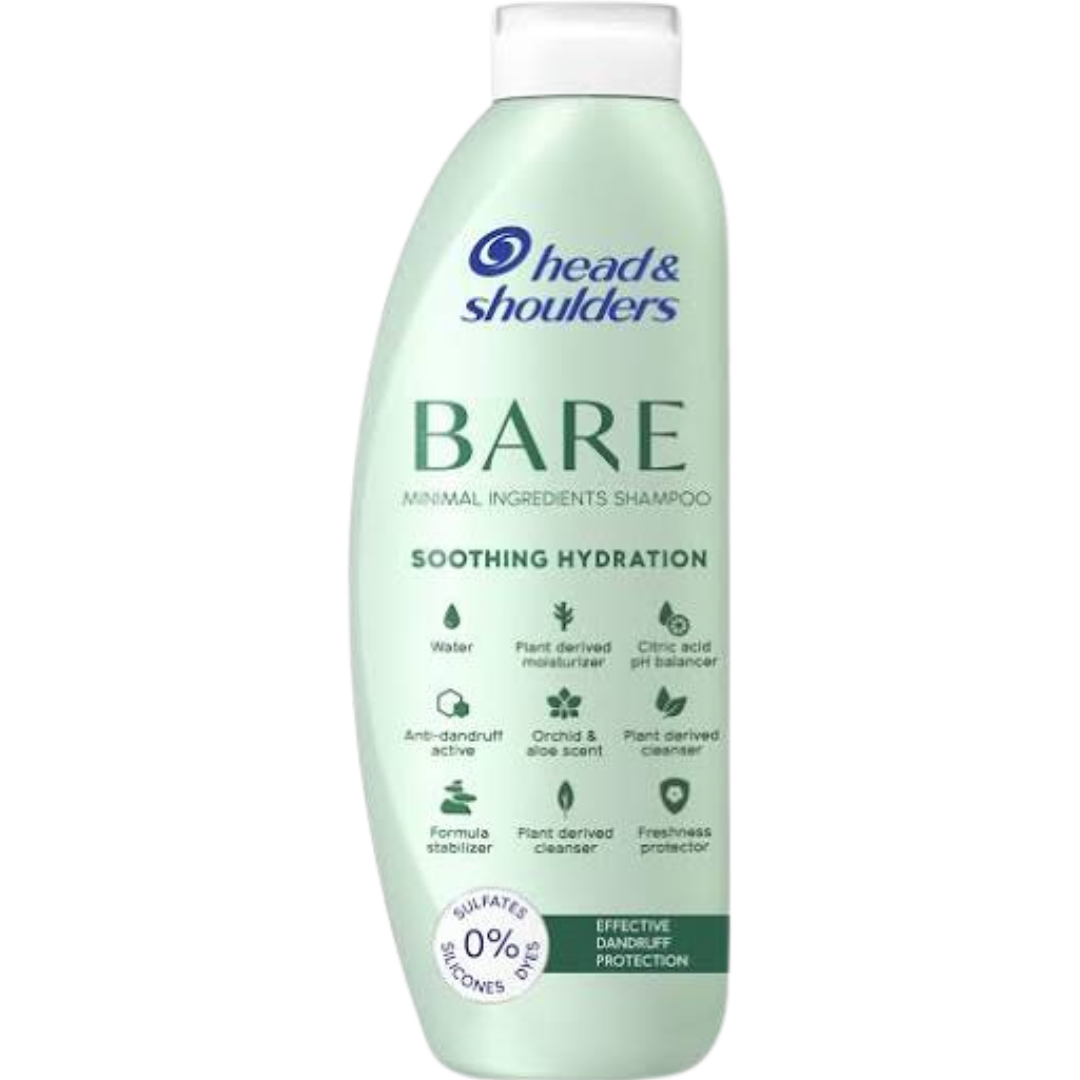 head &
shoulders
BARE
MINIMAL INGREDIENTS SHAMPOO
SOOTHING HYDRATION
Water
Plant derived
moisturizer
Citric acid
pH balancer
Anti-dandruff
active
Orchid &
aloe scent
Plant derived
cleanser
Formula
stabilizer
Plant derived
cleanser
Freshness
protector
SULFATES
0%
SILICONES DYES
EFFECTIVE
DANDRUFF
PROTECTION